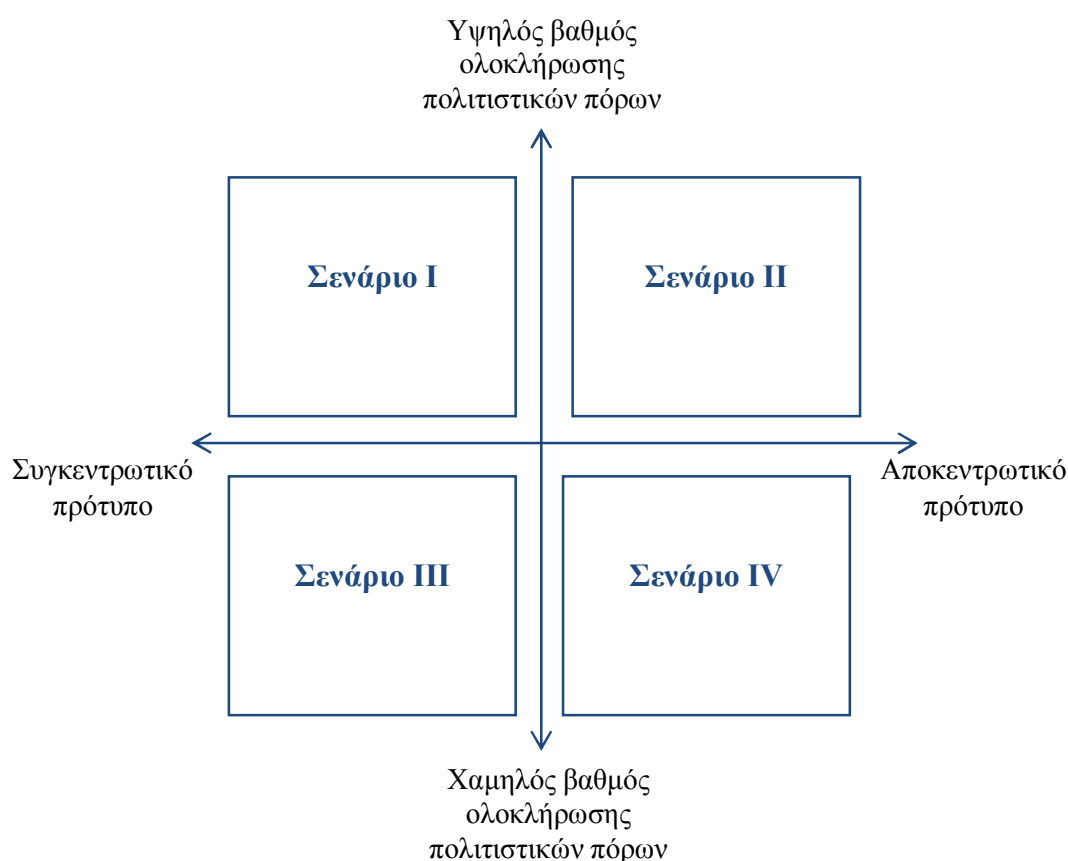 Υψηλός βαθμός
ολοκλήρωσης
πολιτιστικών πόρων
Σενάριο I
Σενάριο II
Συγκεντρωτικό
πρότυπο
Αποκεντρωτικό
πρότυπο
Σενάριο III
Σενάριο IV
Χαμηλός βαθμός
ολοκλήρωσης
πολιτιστικών πόρων